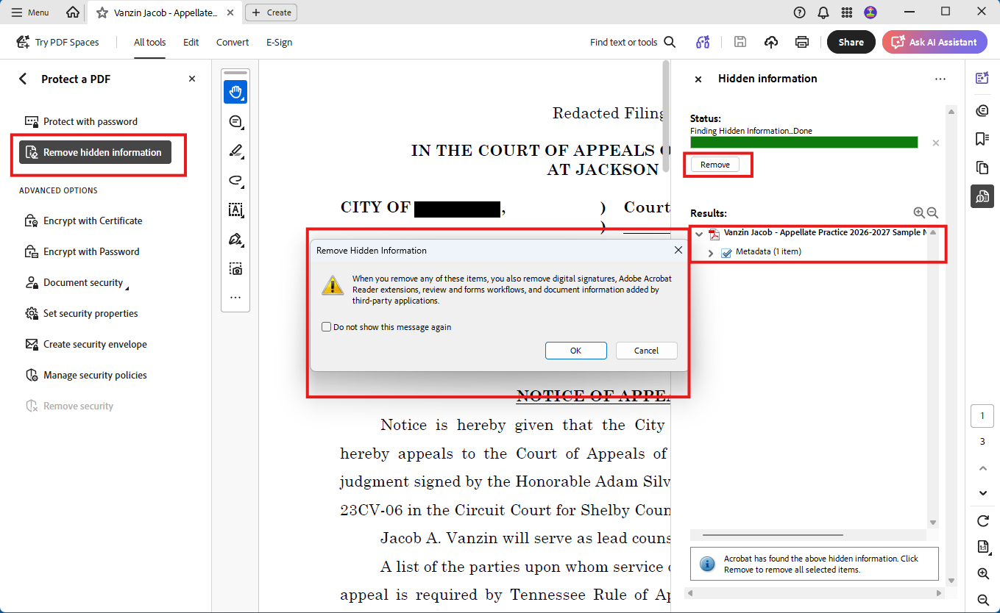 Menu
Vanzin Jacob - Appellate...
Create
Try PDF Spaces
All tools
Edit
Convert
E-Sign
Find text or tools
Share
Ask AI Assistant
Protect a PDF
Protect with password
Remove hidden information
ADVANCED OPTIONS
Encrypt with Certificate
Encrypt with Password
Document security
Set security properties
Create security envelope
Manage security policies
Remove security
Redacted Filing
IN THE COURT OF APPEALS
AT JACKSON
CITY OF , ) Court
)
Remove Hidden Information
When you remove any of these items, you also remove digital signatures, Adobe Acrobat
Reader extensions, review and forms workflows, and document information added by
third-party applications.
Do not show this message again
OK
Cancel
NOTICE OF APPEA
Notice is hereby given that the City
hereby appeals to the Court of Appeals of
judgment signed by the Honorable Adam Silv
23CV-06 in the Circuit Court for Shelby Coun
Jacob A. Vanzin will serve as lead couns
A list of the parties upon whom service
appeal is required by Tennessee Rule of Ap
Hidden information
Status:
Finding Hidden Information...Done
Remove
Results:
Vanzin Jacob - Appellate Practice 2026-2027 Sample
Metadata (1 item)
Acrobat has found the above hidden information. Click
Remove to remove all selected items.
1
3
1:1